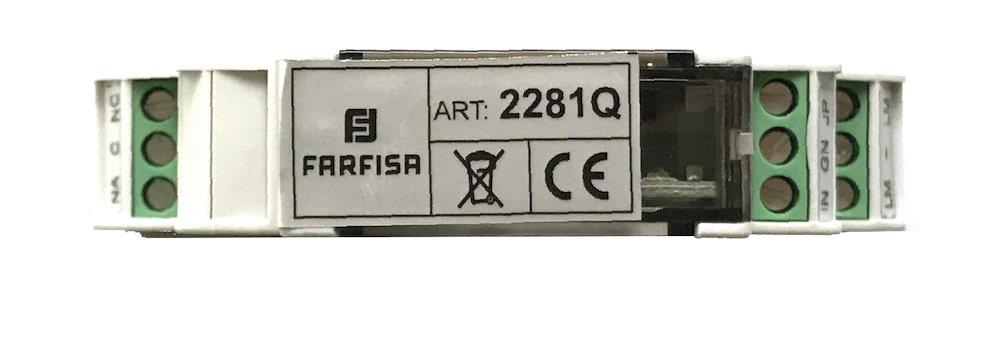 NC
C
NA
FARFISA
ART: 2281Q
CE
JP
GN
IN
LM
-
LM